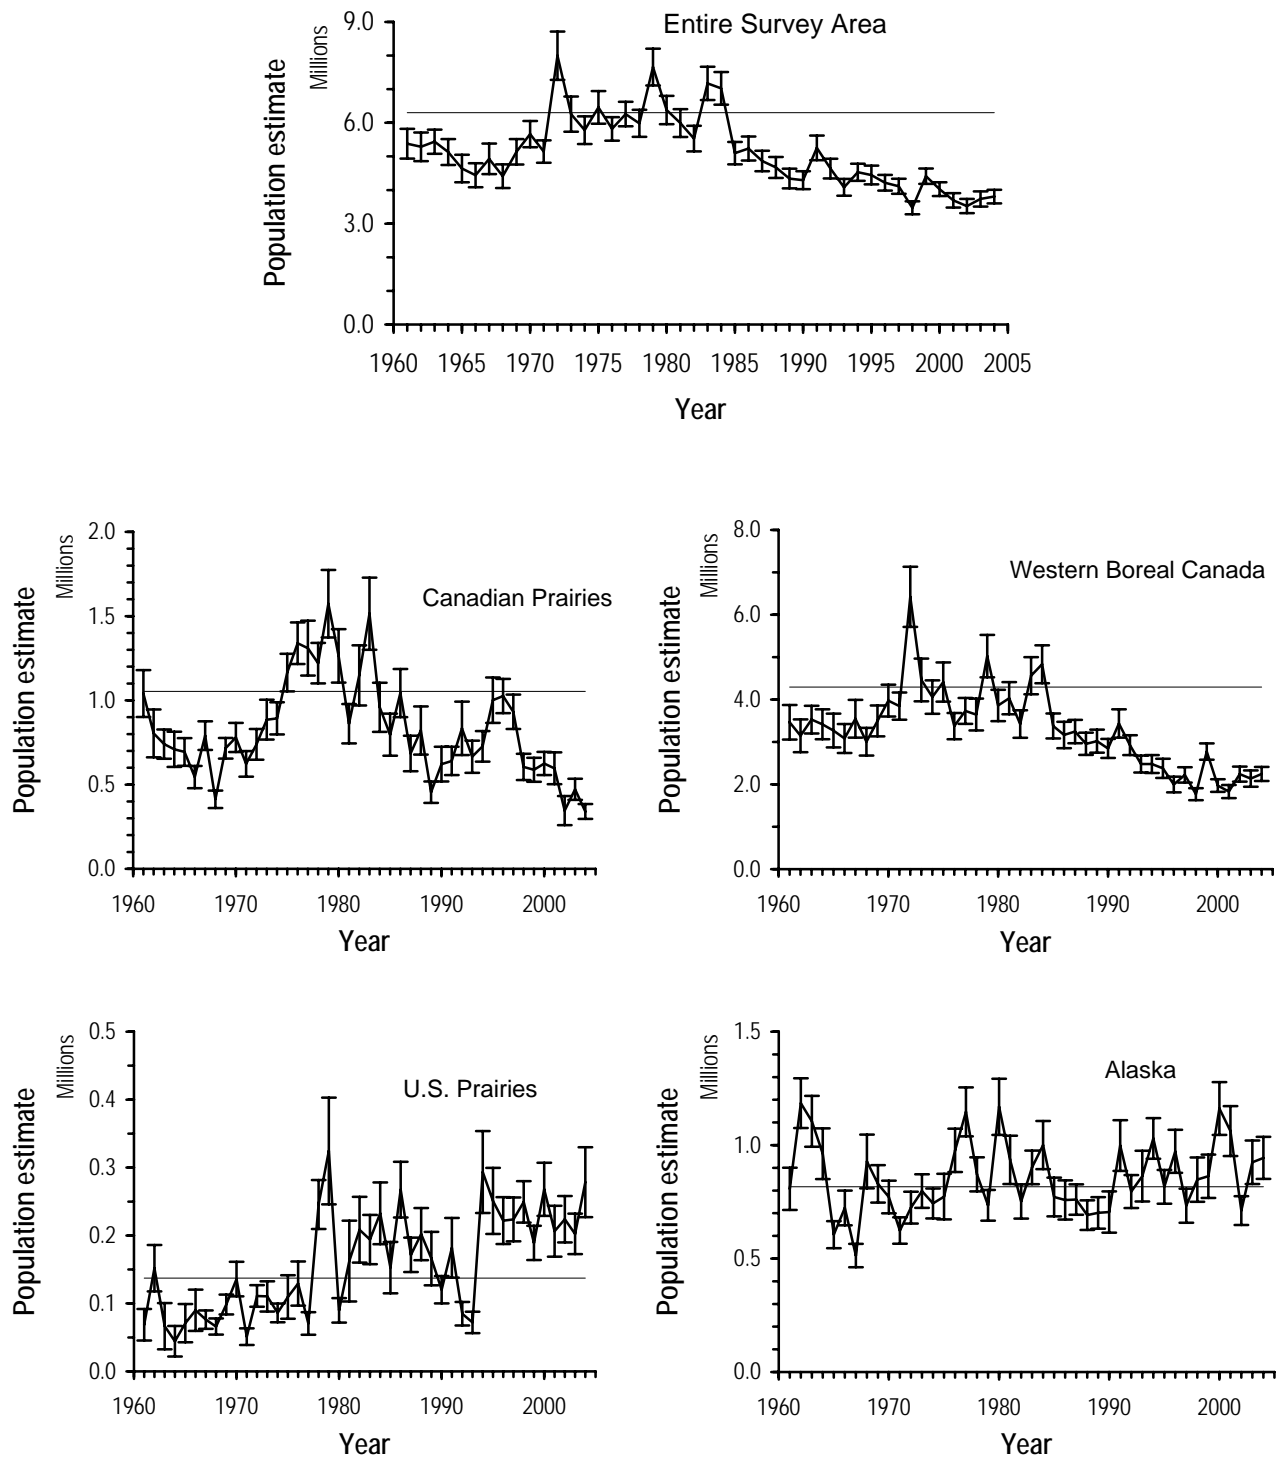 Entire Survey Area
Millions
Population estimate
9.0
6.0
3.0
0.0
1960 1965 1970 1975 1980 1985 1990 1995 2000 2005
Year
Canadian Prairies
Millions
Population estimate
2.0
1.5
1.0
0.5
0.0
1960 1970 1980 1990 2000
Year
Western Boreal Canada
Millions
Population estimate
8.0
6.0
4.0
2.0
0.0
1960 1970 1980 1990 2000
Year
U.S. Prairies
Millions
Population estimate
0.5
0.4
0.3
0.2
0.1
0.0
1960 1970 1980 1990 2000
Year
Alaska
Millions
Population estimate
1.5
1.0
0.5
0.0
1960 1970 1980 1990 2000
Year